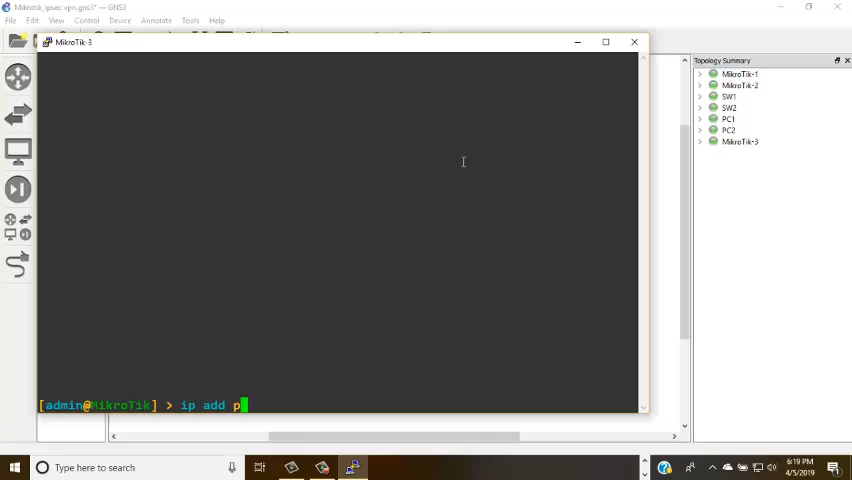 Mikrotik_ipsec vpn.gns3* — GNS3
File Edit View Control Device Annotate Tools Help
MikroTik-3
Topology Summary
MikroTik-1
MikroTik-2
SW1
SW2
PC1
PC2
MikroTik-3
[admin@MikroTik] > ip add p
Type here to search
6:19 PM
4/5/2019